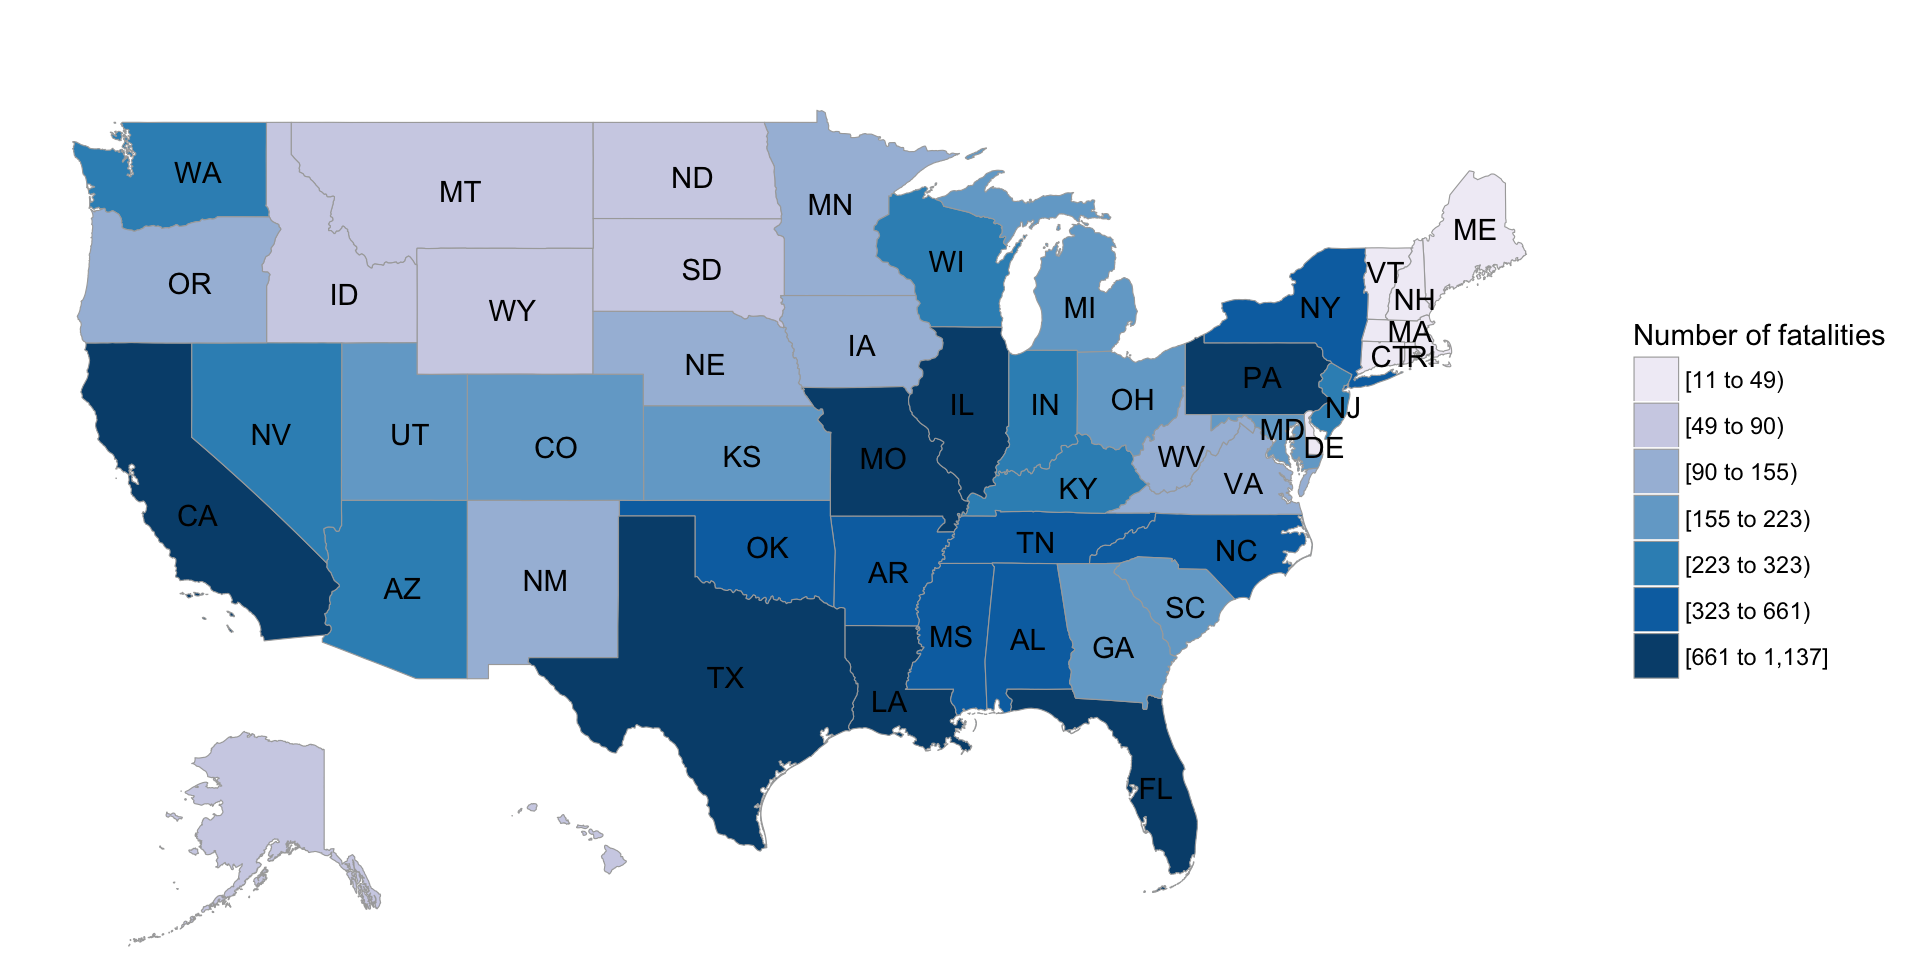 WA
MT
ND
MN
ME
OR
ID
WY
SD
WI
MI
VT
NH
NY
MA
CT
RI
NV
UT
CO
NE
IA
KS
MO
IL
IN
OH
PA
NJ
MD
DE
WV
VA
KY
CA
AZ
NM
OK
AR
TN
NC
SC
MS
AL
GA
TX
LA
FL
Number of fatalities
[11 to 49)
[49 to 90)
[90 to 155)
[155 to 223)
[223 to 323)
[323 to 661)
[661 to 1,137]